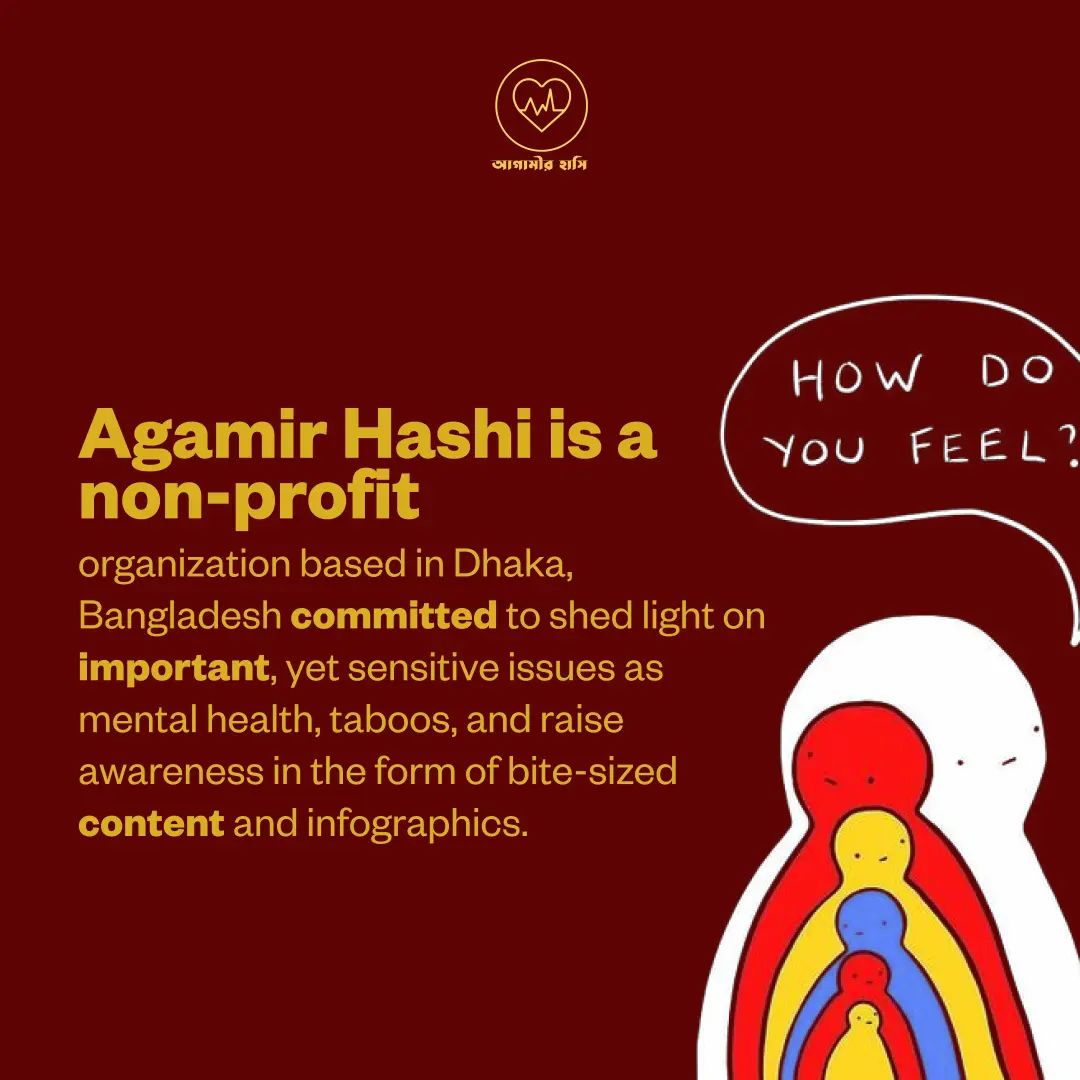 আগামীর হাসি
HOW DO
YOU FEEL?
Agamir Hashi is a
non-profit
organization based in Dhaka,
Bangladesh committed to shed light on
important, yet sensitive issues as
mental health, taboos, and raise
awareness in the form of bite-sized
content and infographics.